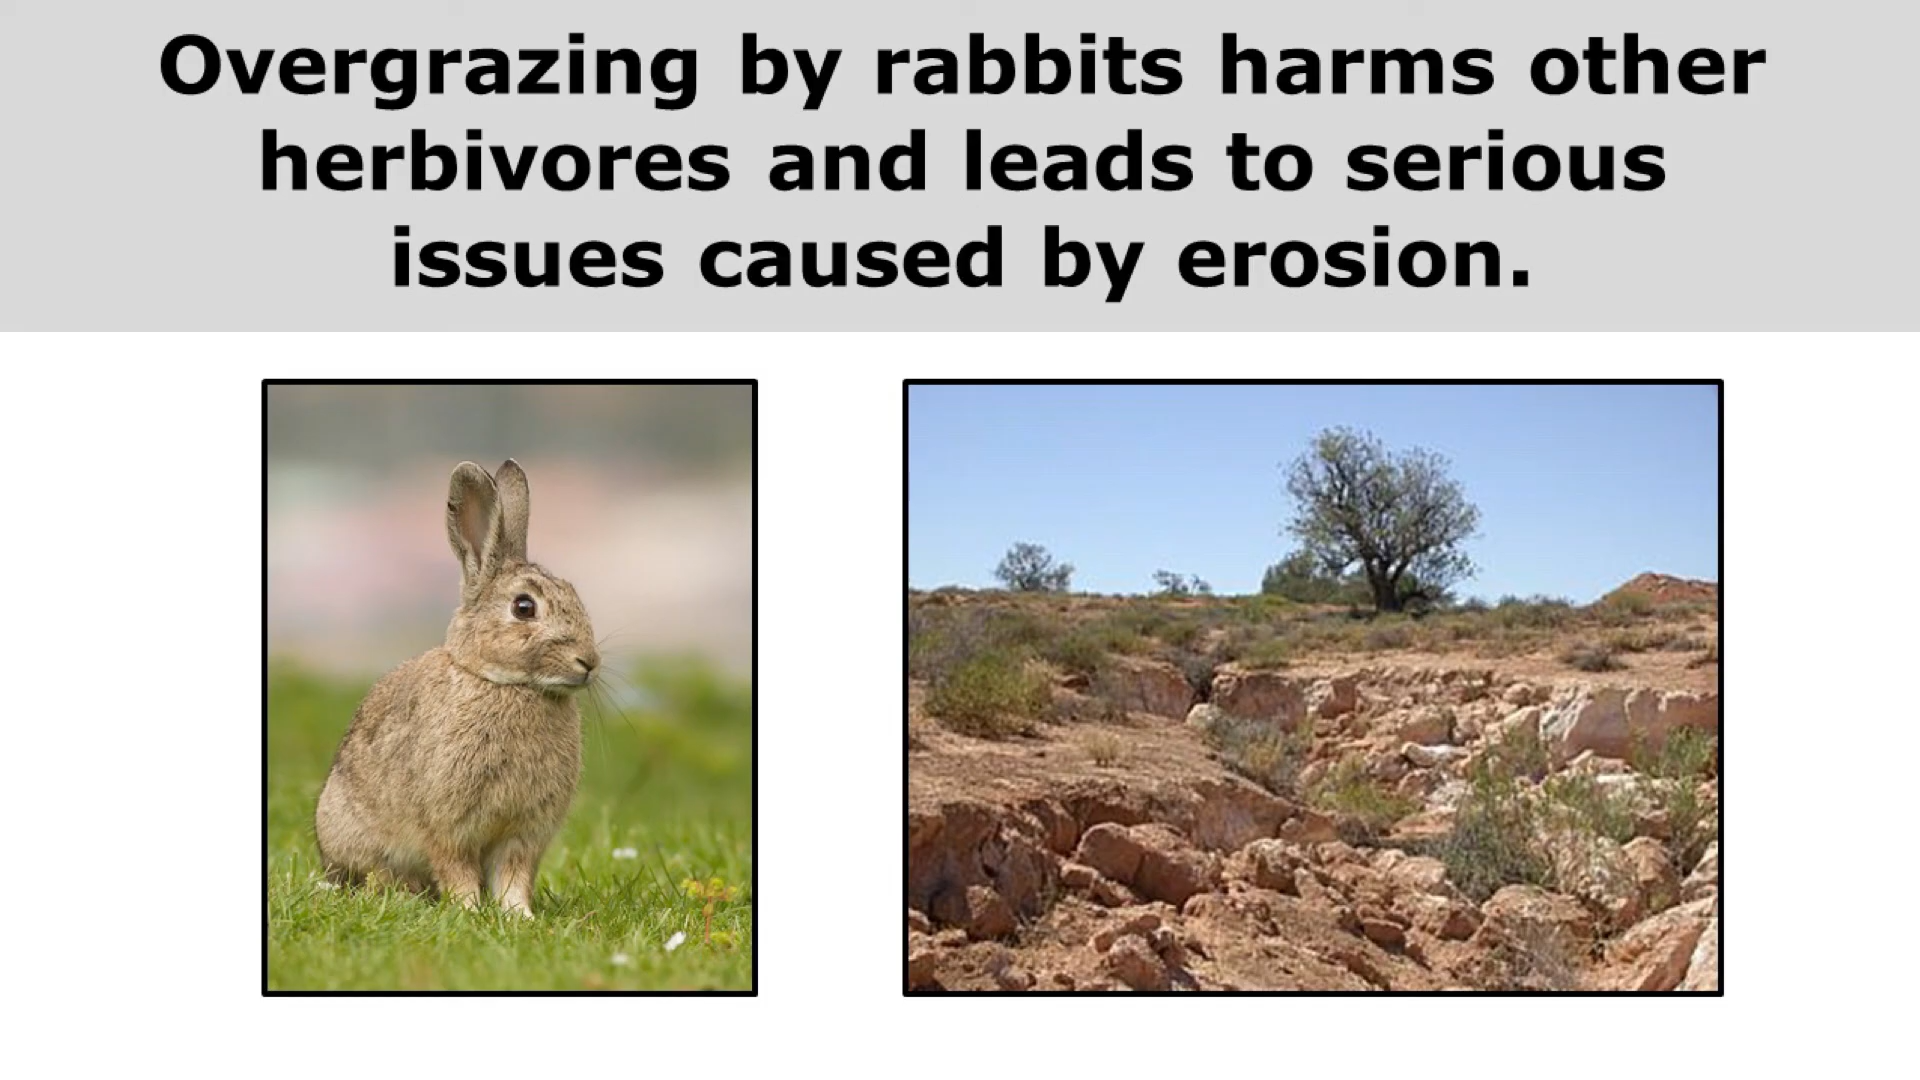 Overgrazing by rabbits harms other
herbivores and leads to serious
issues caused by erosion.